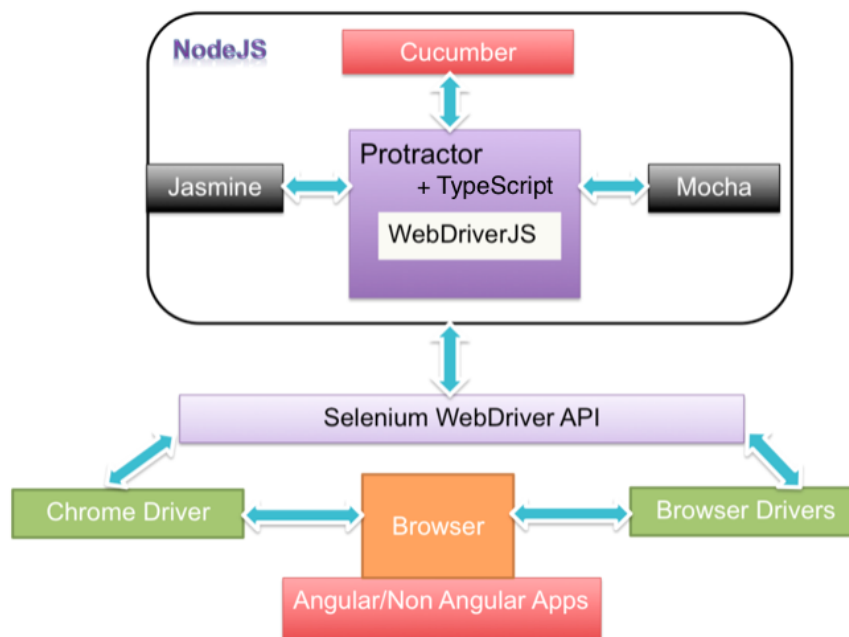 NodeJS
Cucumber
Protractor
+ TypeScript
Jasmine
Mocha
WebDriverJS
Selenium WebDriver API
Chrome Driver
Browser
Browser Drivers
Angular/Non Angular Apps